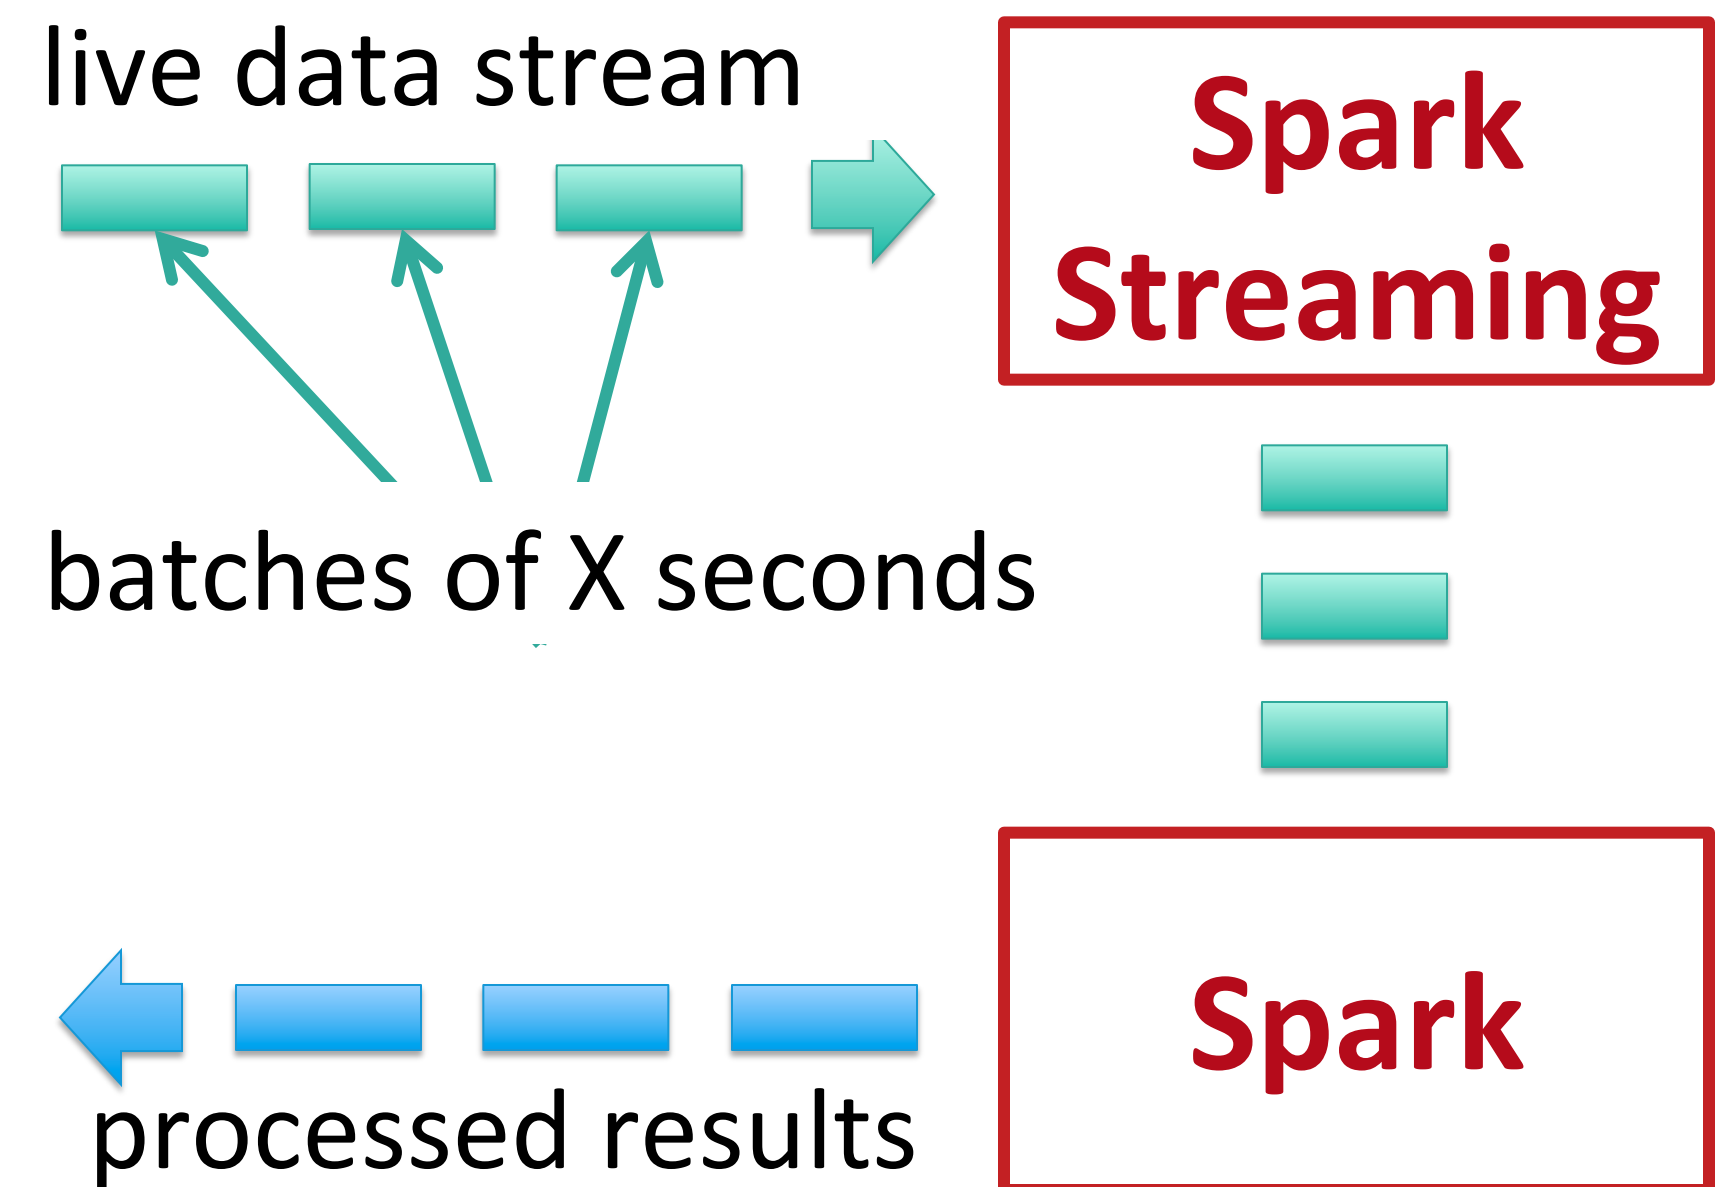 live data stream
Spark
Streaming
batches of X seconds
Spark
processed results